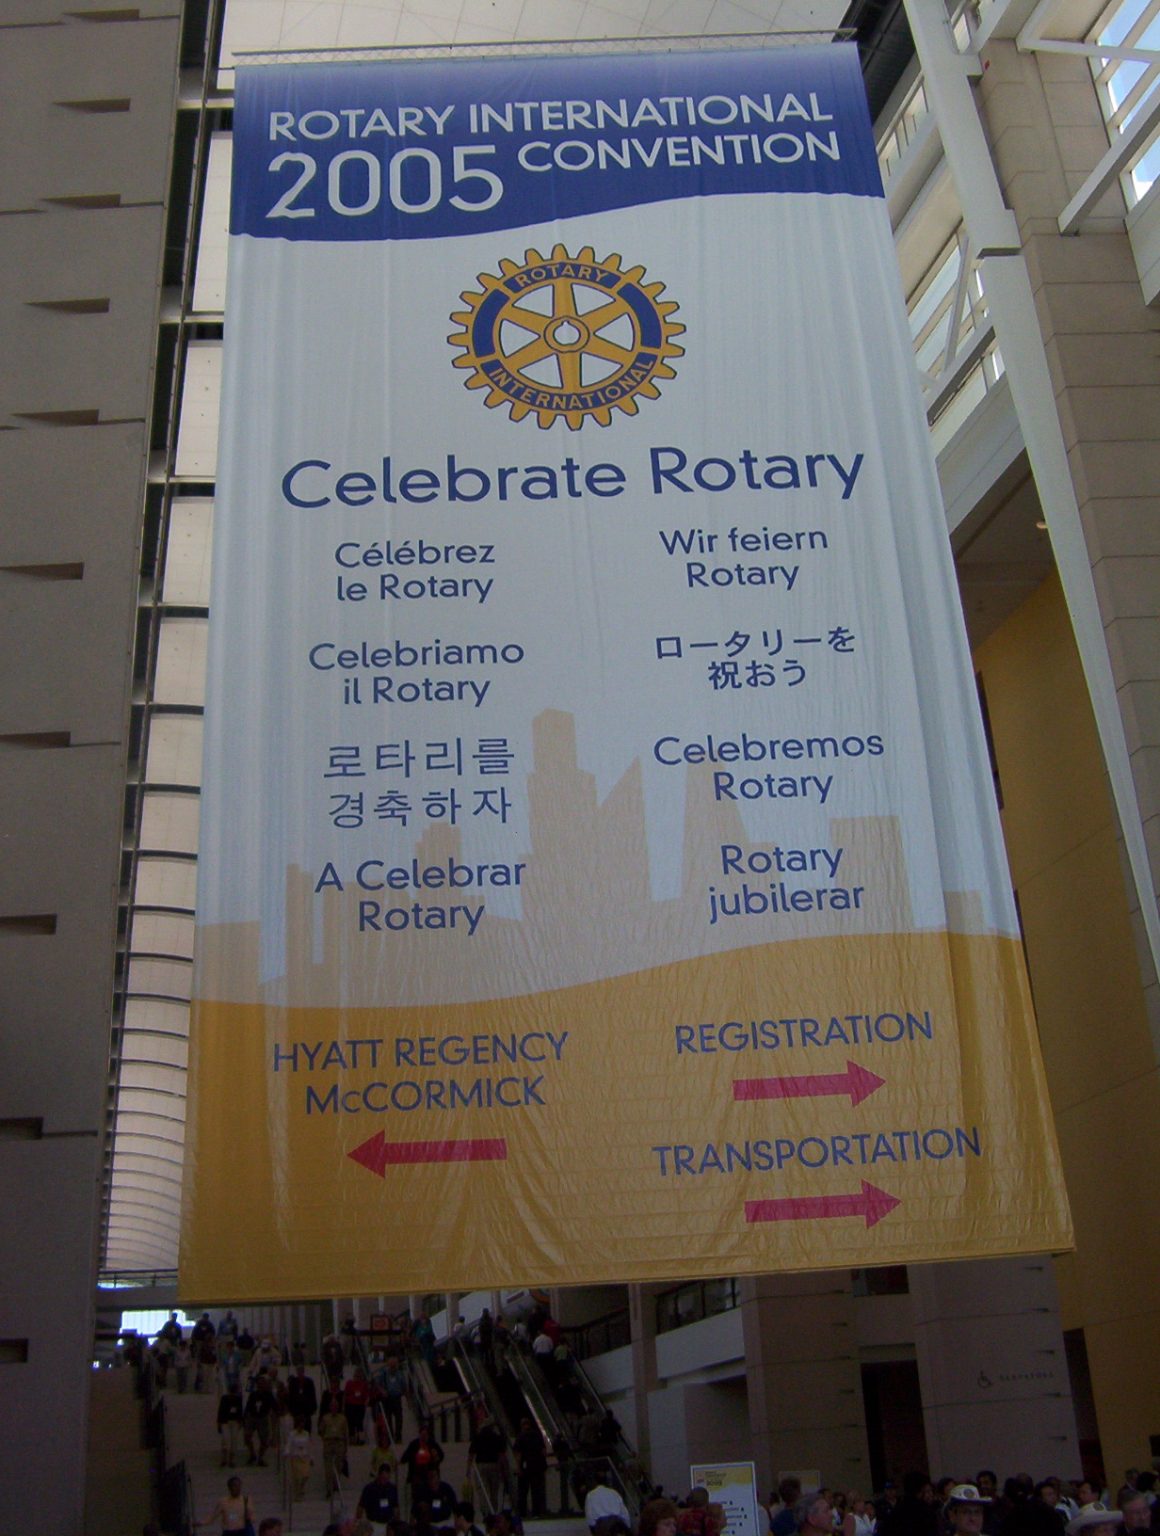 ROTARY INTERNATIONAL
2005 CONVENTION
ROTARY
INTERNATIONAL
Celebrate Rotary
Célébrez
le Rotary
Wir feiern
Rotary
Celebriamo
il Rotary
ロータリーを
祝おう
로타리를
경축하자
Celebremos
Rotary
A Celebrar
Rotary
Rotary
jubilerar
HYATT REGENCY
McCORMICK
REGISTRATION
TRANSPORTATION